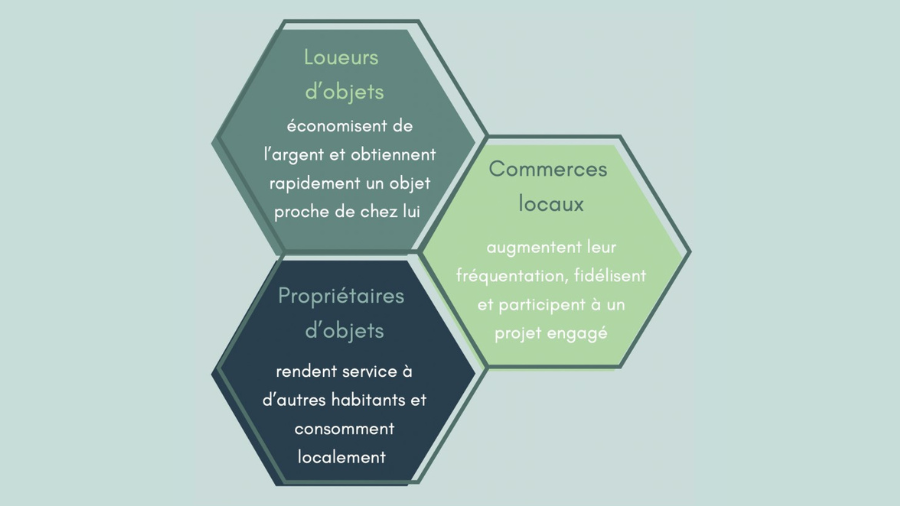 Loueurs
d'objets
économisent de
l'argent et obtiennent
rapidement un objet
proche de chez lui
Commerces
locaux
augmentent leur
fréquentation, fidélisent
et participent à un
projet engagé
Propriétaires
d'objets
rendent service à
d'autres habitants et
consomment
localement